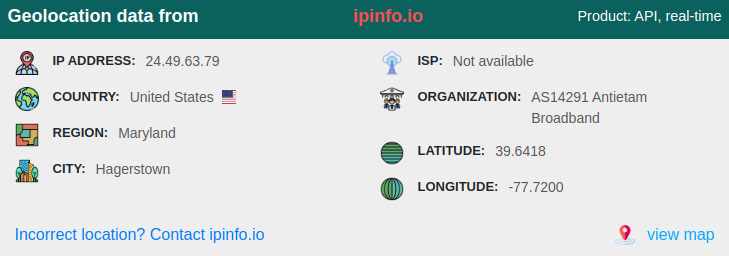 Geolocation data from ipinfo.io Product: API, real-time
IP ADDRESS: 24.49.63.79
COUNTRY: United States
REGION: Maryland
CITY: Hagerstown
ISP: Not available
ORGANIZATION: AS14291 Antietam
Broadband
LATITUDE: 39.6418
LONGITUDE: -77.7200
Incorrect location? Contact ipinfo.io
view map